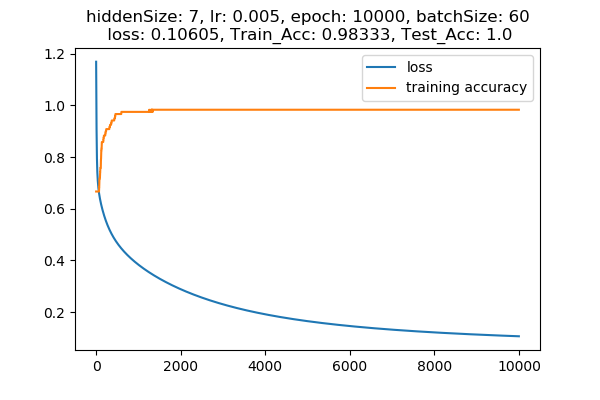 hiddenSize: 7, lr: 0.005, epoch: 10000, batchSize: 60
loss: 0.10605, Train_Acc: 0.98333, Test_Acc: 1.0
loss
training accuracy
1.2
1.0
0.8
0.6
0.4
0.2
0 2000 4000 6000 8000 10000